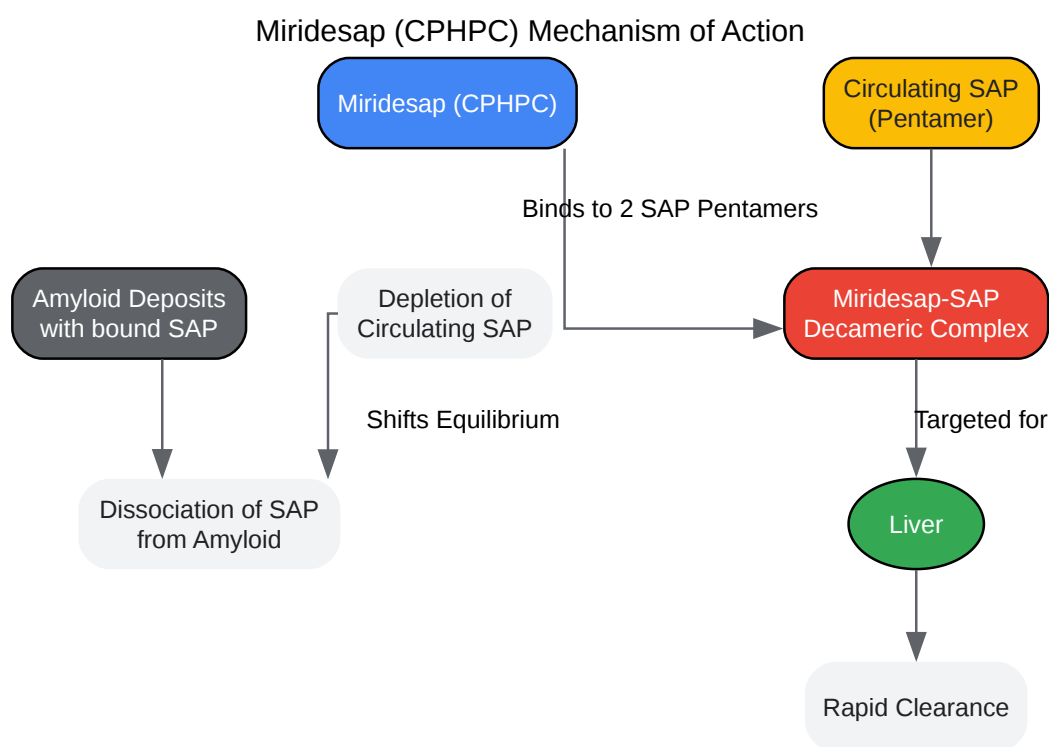 Miridesap (CPHPC) Mechanism of Action
Miridesap (CPHPC)
Circulating SAP
(Pentamer)
Binds to 2 SAP Pentamers
Amyloid Deposits
with bound SAP
Depletion of
Circulating SAP
Miridesap-SAP
Decameric Complex
Shifts Equilibrium
Targeted for
Dissociation of SAP
from Amyloid
Liver
Rapid Clearance